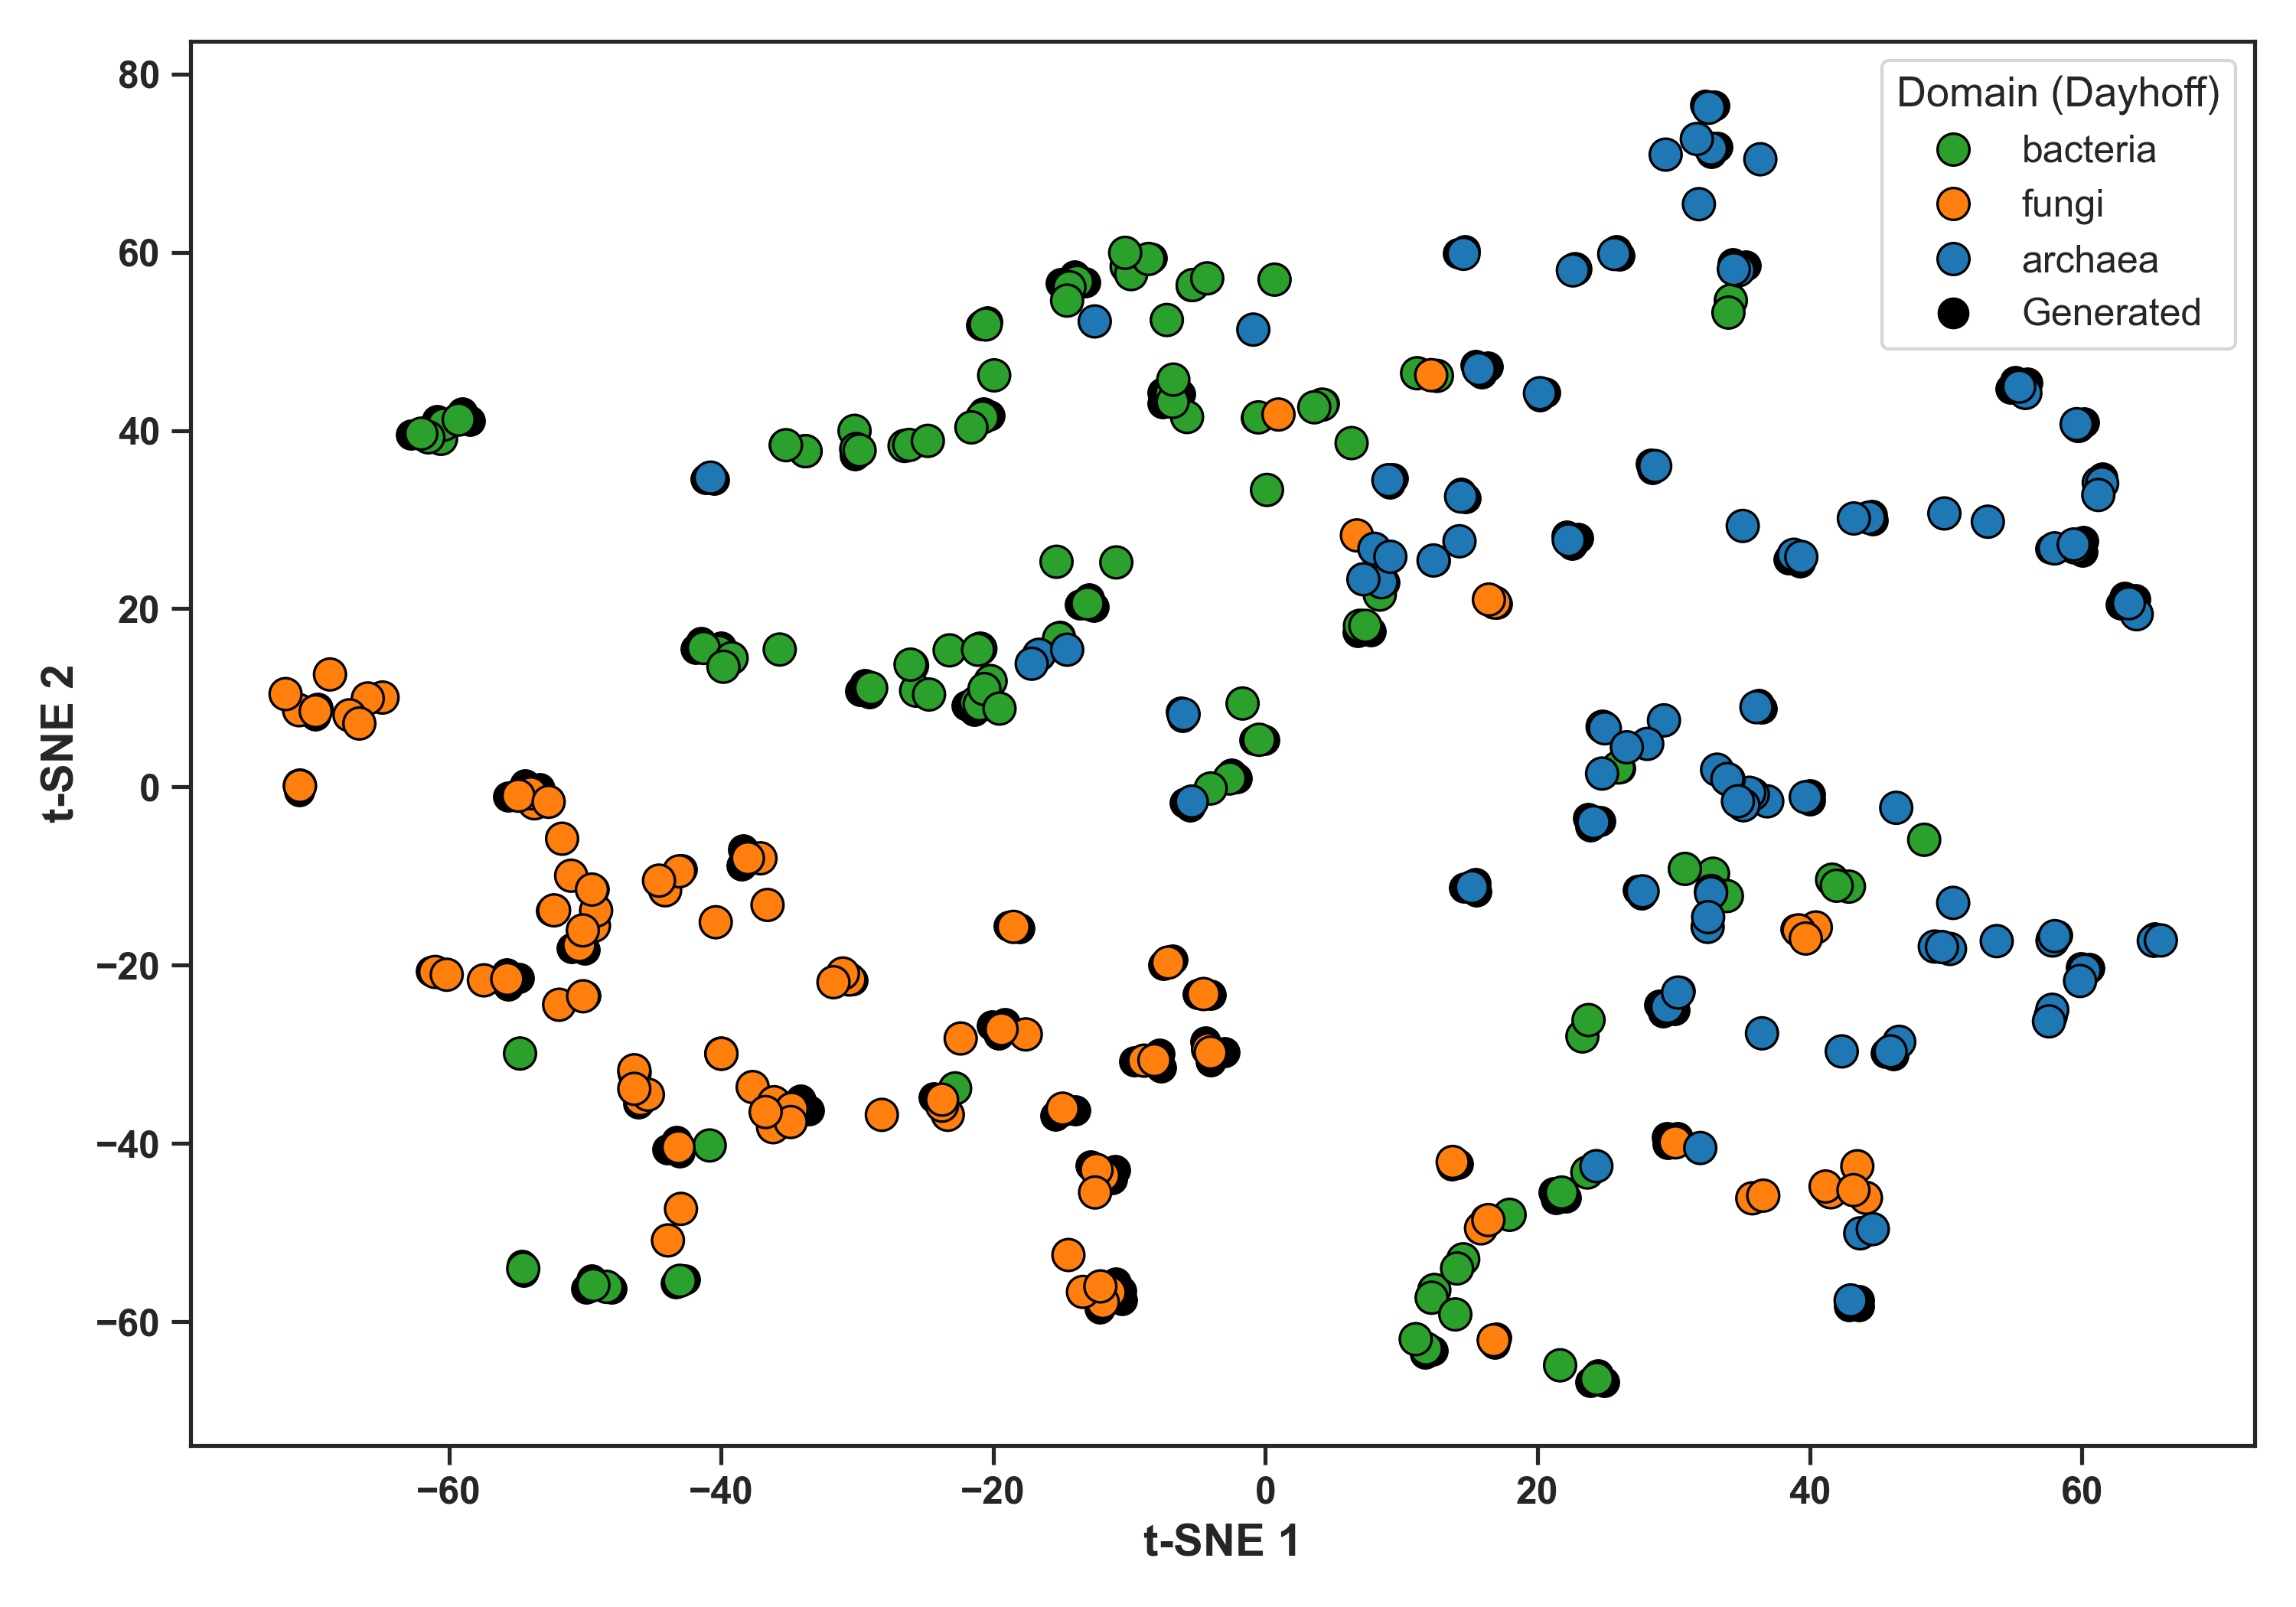 Domain (Dayhoff)
bacteria
fungi
archaea
Generated
80
60
40
20
0
−20
−40
−60
t-SNE 2
−60 −40 −20 0 20 40 60
t-SNE 1